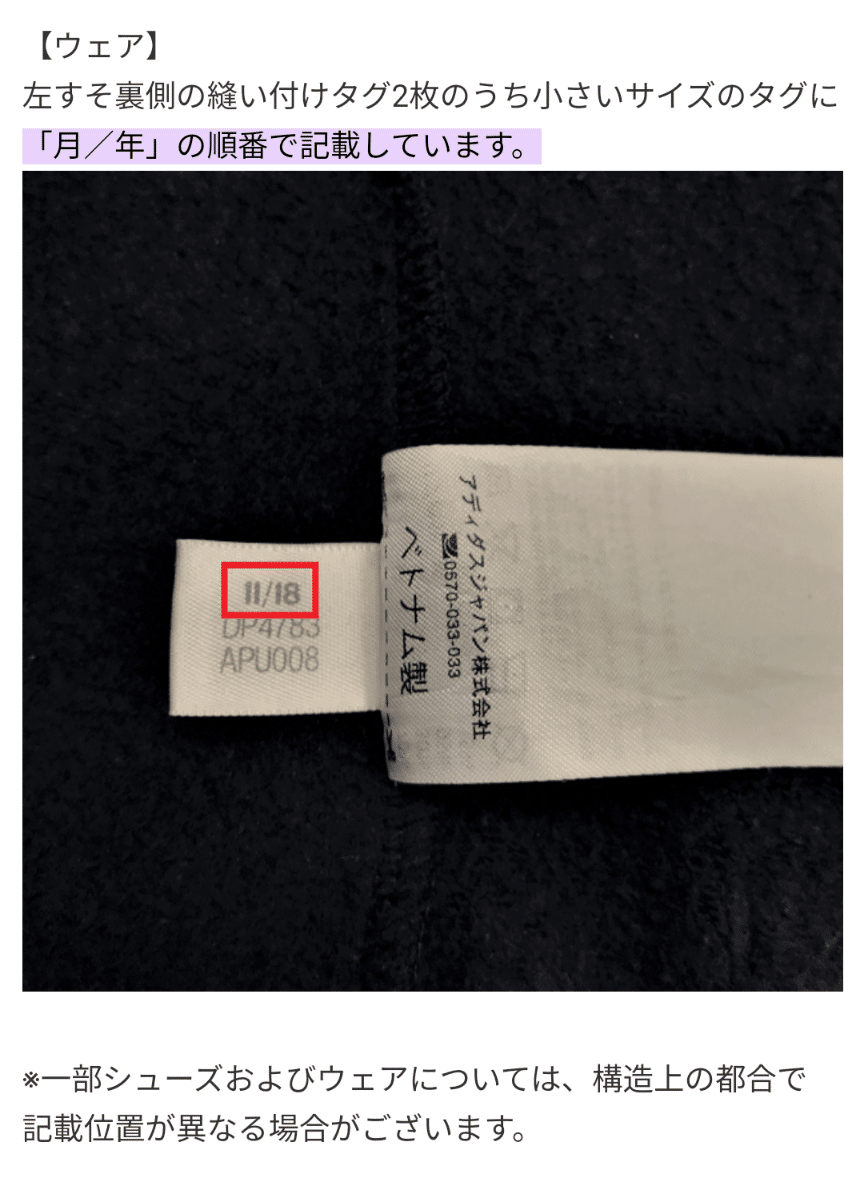 【ウェア】
左すそ裏側の縫い付けタグ2枚のうち小さいサイズのタグに
「月／年」の順番で記載しています。
11/18
DP4783
APU008
ベトナム製
0570-033-033
アディダスジャパン株式会社
※一部シューズおよびウェアについては、構造上の都合で
記載位置が異なる場合がございます。